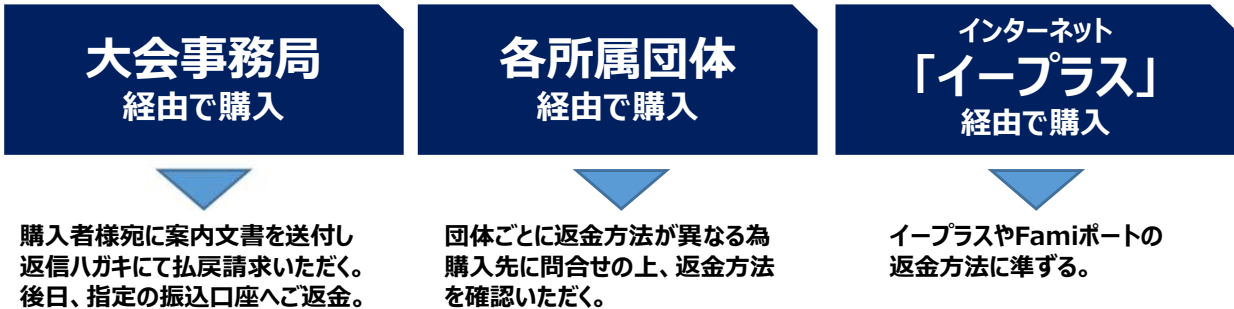 大会事務局
経由で購入
購入者様宛に案内文書を送付し
返信ハガキにて払戻請求いただく。
後日、指定の振込口座へご返金。
各所属団体
経由で購入
団体ごとに返金方法が異なる為
購入先に問合せの上、返金方法
を確認いただく。
インターネット
「イープラス」
経由で購入
イープラスやFamiポートの
返金方法に準ずる。